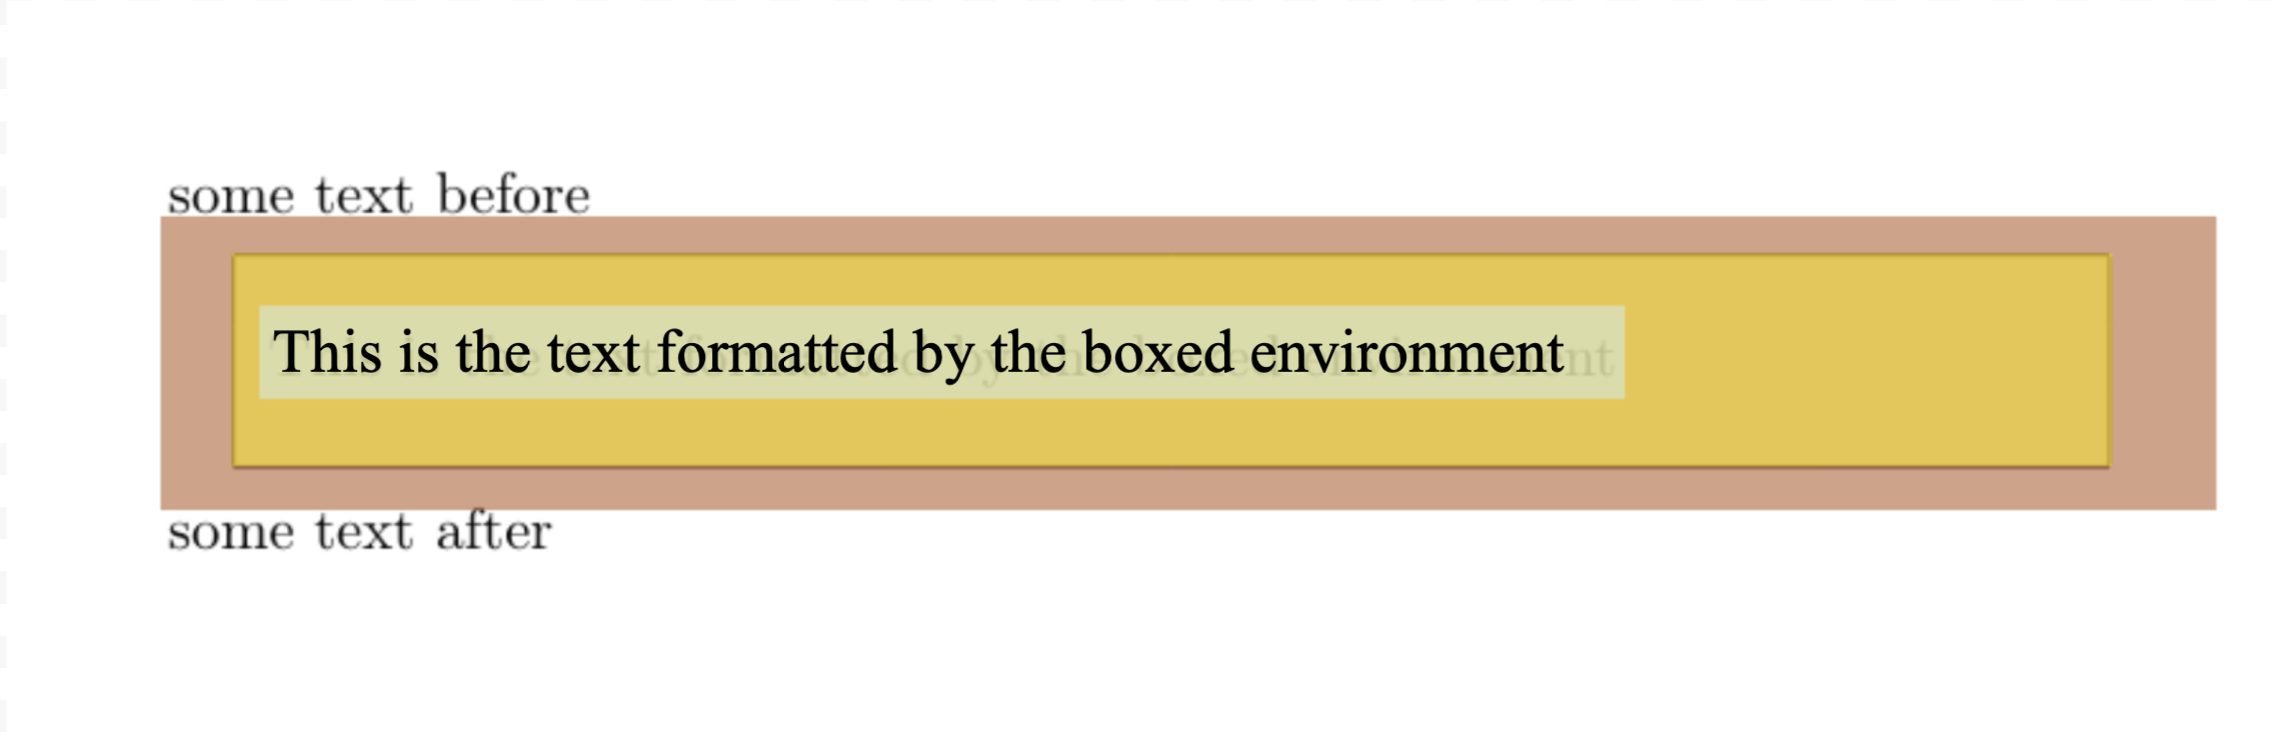 some text before
This is the text formatted by the boxed environment
some text after